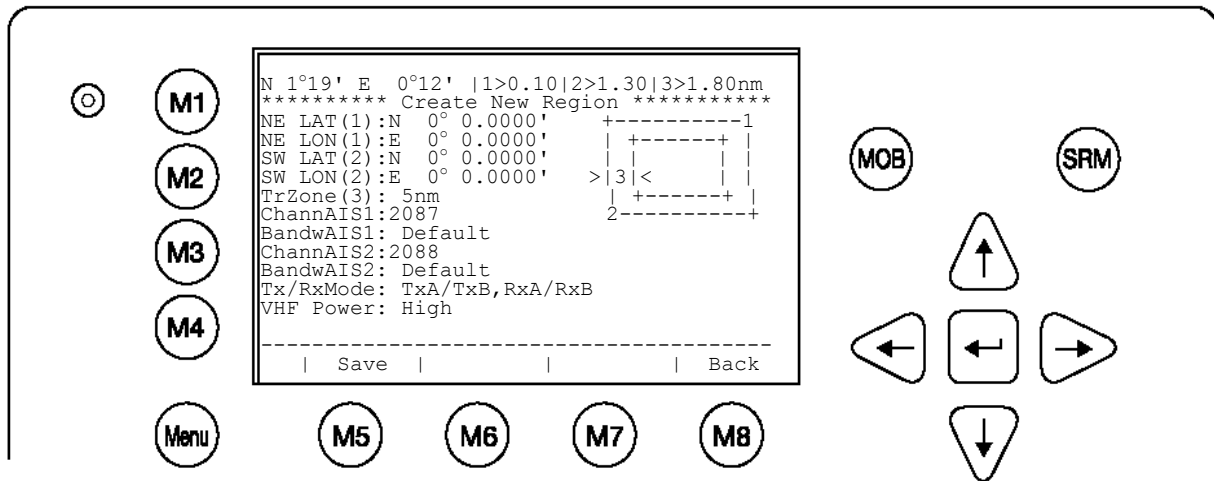 M1
M2
M3
M4
Menu
N 1°19' E  0°12' |1>0.10|2>1.30|3>1.80nm
********** Create New Region ***********
NE LAT(1):N  0° 0.0000'    +----------1
NE LON(1):E  0° 0.0000'    | +------+ |
SW LAT(2):N  0° 0.0000'    | |      | |
SW LON(2):E  0° 0.0000'   >|3|<     | |
TrZone(3): 5nm             | +------+ |
ChannAIS1:2087             2----------+
BandwAIS1: Default
ChannAIS2:2088
BandwAIS2: Default
Tx/RxMode: TxA/TxB,RxA/RxB
VHF Power: High
----------------------------------------
| Save | | | Back
M5 M6 M7 M8
MOB SRM